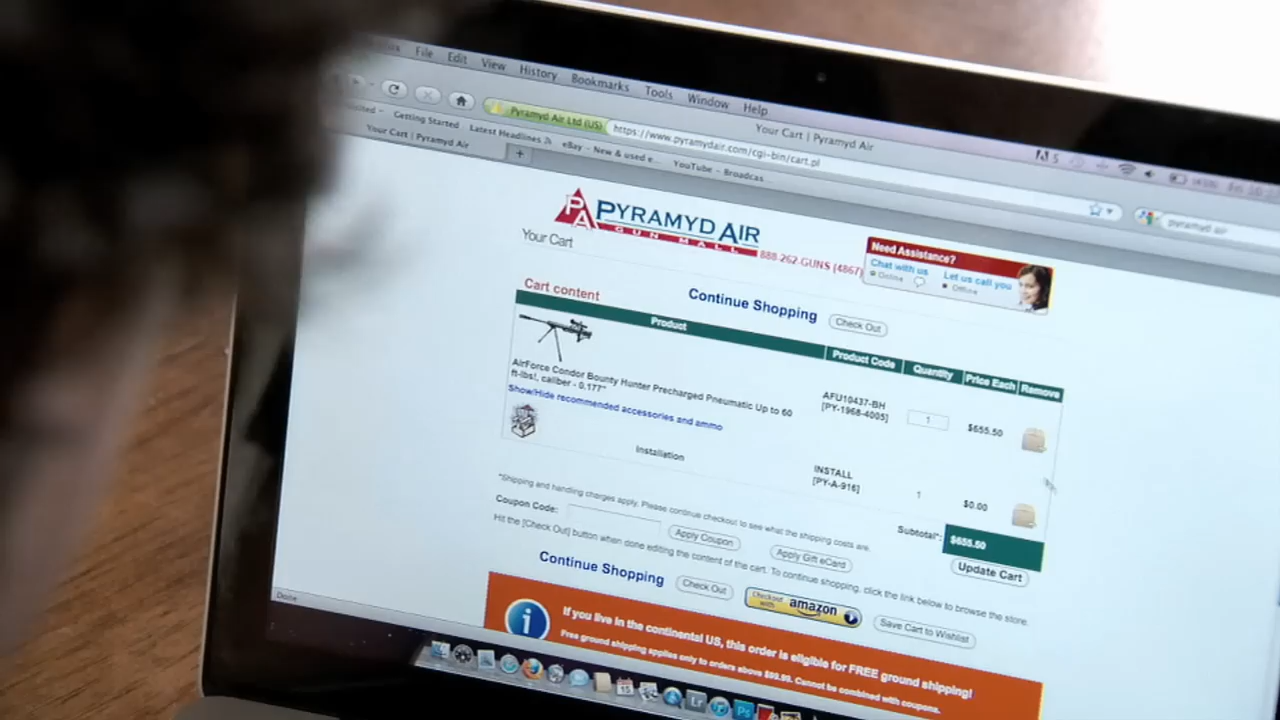 File Edit View History Bookmarks Tools Window Help
Your Cart | Pyramyd Air
Pyramyd Air Ltd (US) https://www.pyramydair.com/cgi-bin/cart.pl
pyramyd air
Getting Started Latest Headlines eBay – New & used e... YouTube – Broadcas
Your Cart | Pyramyd Air
PA PYRAMYD AIR
GUN MALL
888.262.GUNS (4867)
Your Cart
Need Assistance?
Chat with us Let us call you
Online Offline
Cart content
Continue Shopping Check Out
Product Product Code Quantity Price Each Remove
AirForce Condor Bounty Hunter Precharged Pneumatic Up to 60
ft-lbs!, caliber - 0.177"
AFU10437-BH
[PY-1968-4005]
1 $655.50
Show/Hide recommended accessories and ammo
Installation
INSTALL
[PY-A-916]
1 $0.00
Subtotal*: $655.50
*Shipping and handling charges apply. Please continue checkout to see what the shipping costs are.
Coupon Code: Apply Coupon Apply Gift eCard
Update Cart
Hit the [Check Out] button when done editing the content of the cart. To continue shopping, click the link below to browse the store.
Continue Shopping Check Out Checkout with amazon Save Cart to Wishlist
If you live in the continental US, this order is eligible for FREE ground shipping!
Free ground shipping applies only to orders above $99.99. Cannot be combined with coupons.
Done
Lr Ps